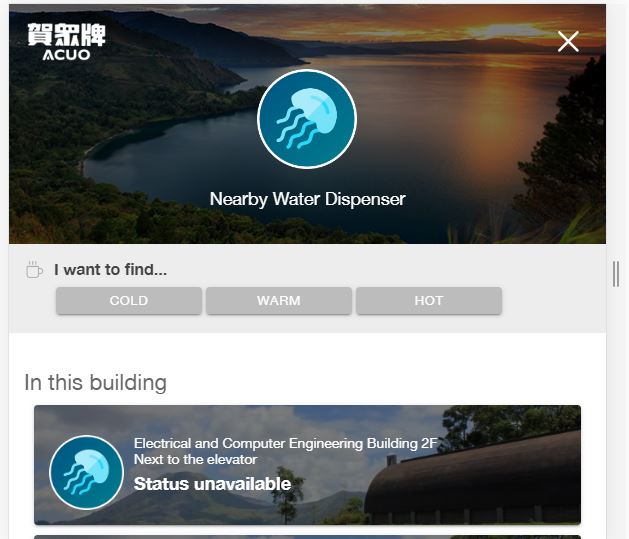 賀眾牌
ACUO
Nearby Water Dispenser
I want to find...
COLD
WARM
HOT
In this building
Electrical and Computer Engineering Building 2F
Next to the elevator
Status unavailable